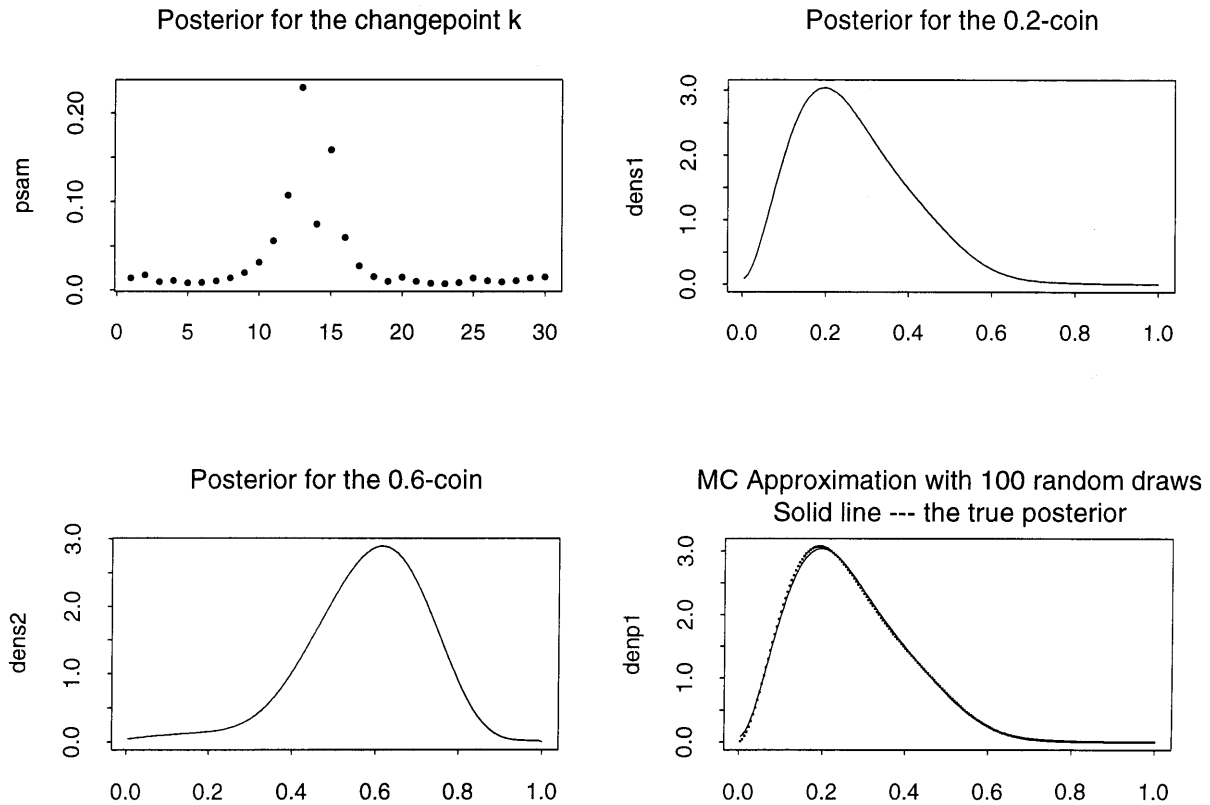 Posterior for the changepoint k
psam
0.20
0.10
0.0
0 5 10 15 20 25 30
Posterior for the 0.2-coin
dens1
3.0
2.0
1.0
0.0
0.0 0.2 0.4 0.6 0.8 1.0
Posterior for the 0.6-coin
dens2
3.0
2.0
1.0
0.0
0.0 0.2 0.4 0.6 0.8 1.0
MC Approximation with 100 random draws
Solid line --- the true posterior
denp1
3.0
2.0
1.0
0.0
0.0 0.2 0.4 0.6 0.8 1.0